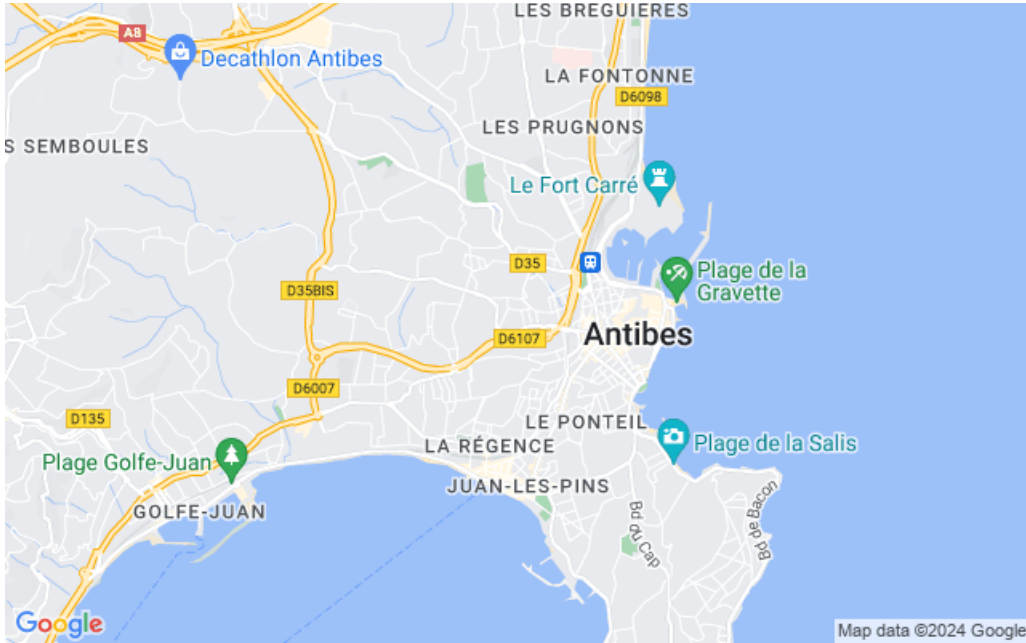 LES BREGUIERES
A8
Decathlon Antibes
LA FONTONNE
D6098
LES PRUGNONS
S SEMBOULES
Le Fort Carré
D35
Plage de la
Gravette
D35BIS
Antibes
D6107
D6007
D135
LE PONTEIL
LA RÉGENCE
Plage de la Salis
Plage Golfe-Juan
JUAN-LES-PINS
GOLFE-JUAN
Bd du Cap
Bd de Bacon
Google
Map data ©2024 Google